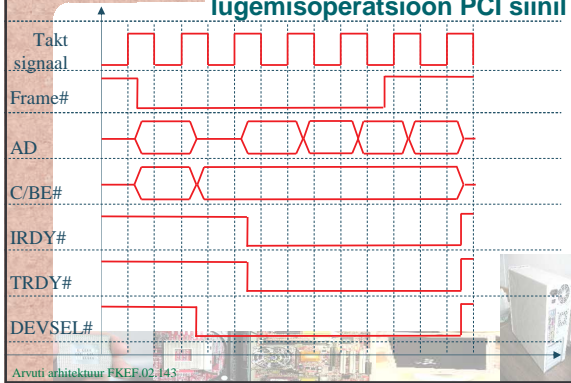 lugemisoperatsioon PCI siinil
Takt
signaal
Frame#
AD
C/BE#
IRDY#
TRDY#
DEVSEL#
Arvuti arhitektuur FKEF.02.143